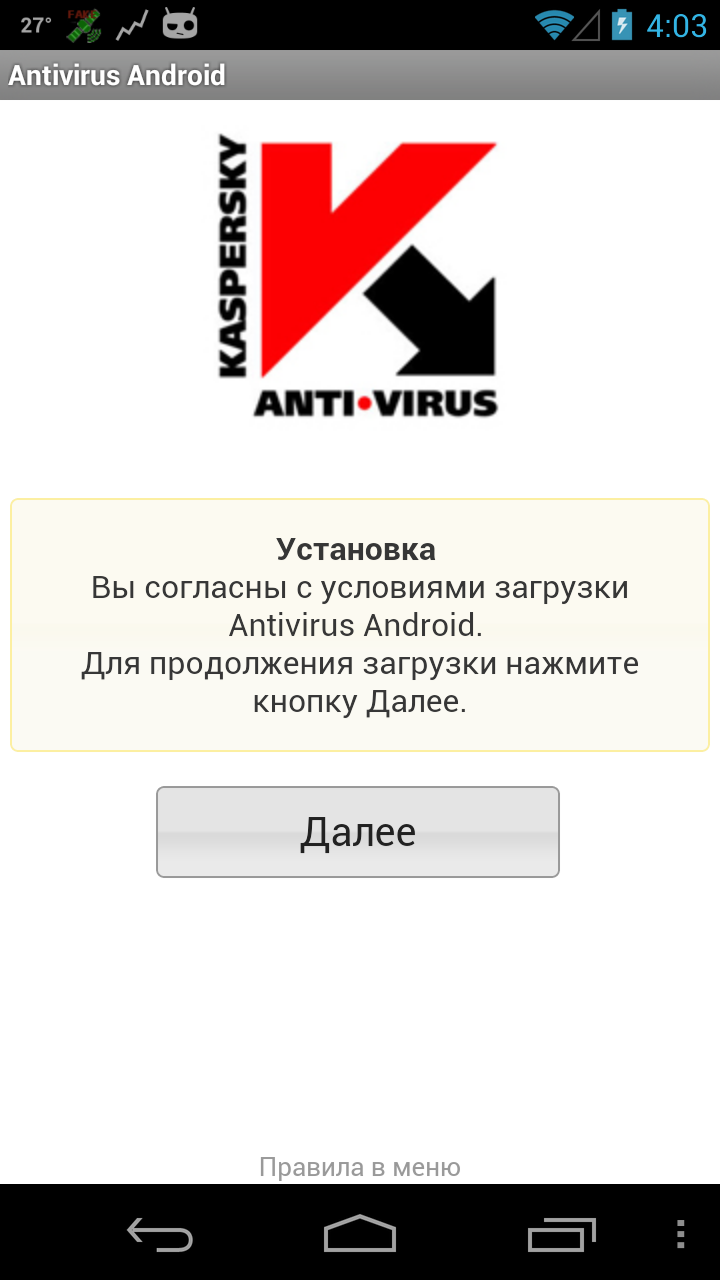 27°
FAKE
4:03
Antivirus Android
KASPERSKY
ANTI•VIRUS
Установка
Вы согласны с условиями загрузки
Antivirus Android.
Для продолжения загрузки нажмите
кнопку Далее.
Далее
Правила в меню